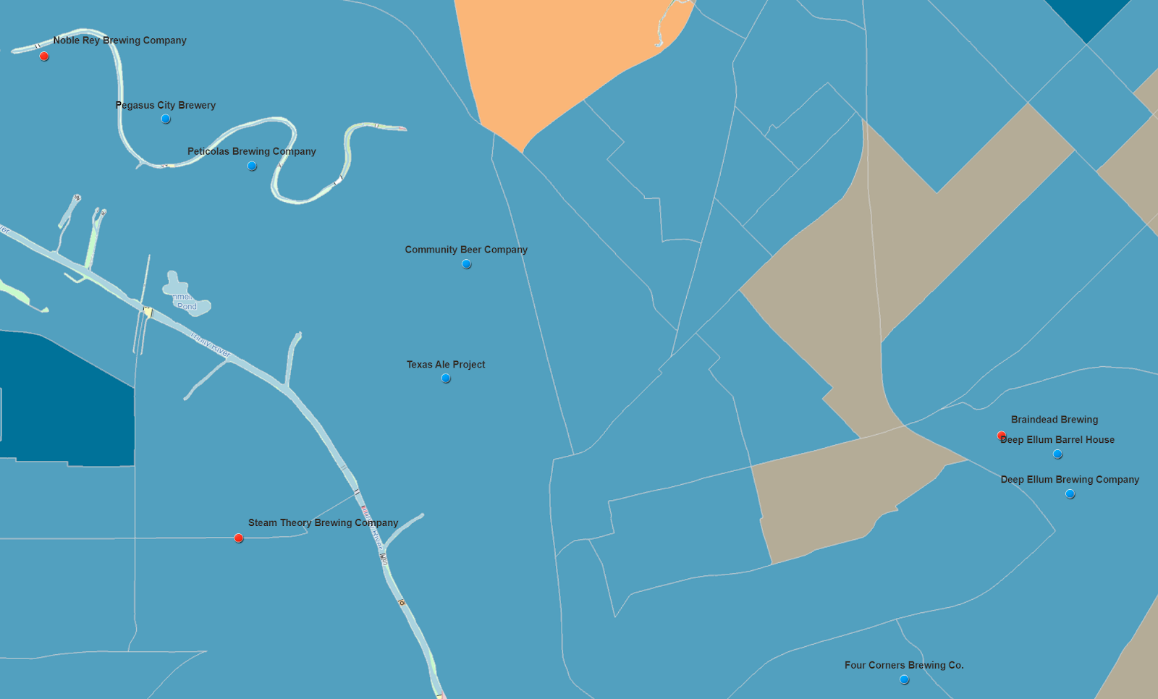 Noble Rey Brewing Company
Pegasus City Brewery
Peticolas Brewing Company
Community Beer Company
Pond
Texas Ale Project
Braindead Brewing
Deep Ellum Barrel House
Deep Ellum Brewing Company
Steam Theory Brewing Company
Four Corners Brewing Co.